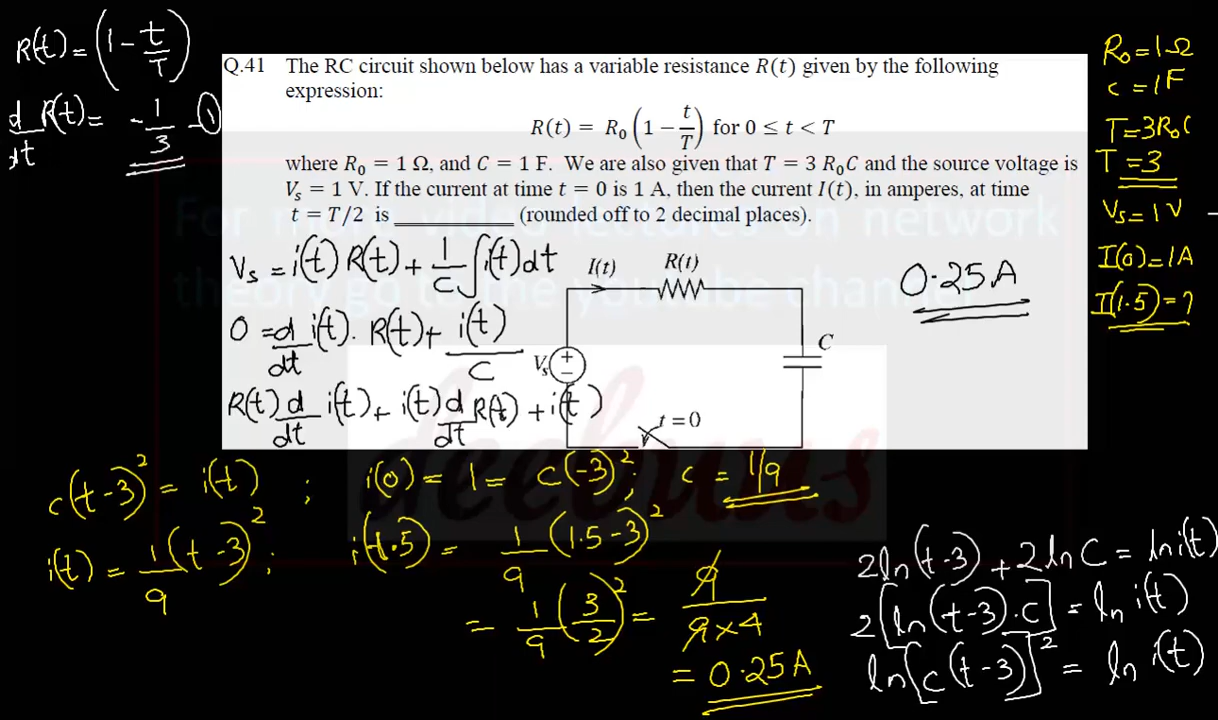 R(t) = (1 - t/T)
d/dt R(t) = -1/3 - ①
Q.41 The RC circuit shown below has a variable resistance R(t) given by the following
expression:
R(t) = R₀ (1 − t/T) for 0 ≤ t < T
where R₀ = 1 Ω, and C = 1 F. We are also given that T = 3 R₀C and the source voltage is
Vₛ = 1 V. If the current at time t = 0 is 1 A, then the current I(t), in amperes, at time
t = T/2 is __________ (rounded off to 2 decimal places).
R₀ = 1Ω
C = 1F
T = 3R₀C
T = 3
Vs = 1V
I(0) = 1A
I(1.5) = ?
Vs = i(t) R(t) + 1/C ∫i(t)dt
0 = d/dt i(t). R(t) + i(t)/C
R(t) d/dt i(t) + i(t) d/dt R(t) + i(t)
I(t)
R(t)
C
Vs
t = 0
0.25A
c(t-3)² = i(t) ; i(0) = 1 = c(-3)²; c = 1/9
i(t) = 1/9 (t-3)²; i(1.5) = 1/9 (1.5-3)²
= 1/9 (3/2)² = 9/(9×4)
= 0.25A
2ln(t-3) + 2lnC = ln i(t)
2[ln(t-3).c] = ln i(t)
ln[c(t-3)]² = ln i(t)